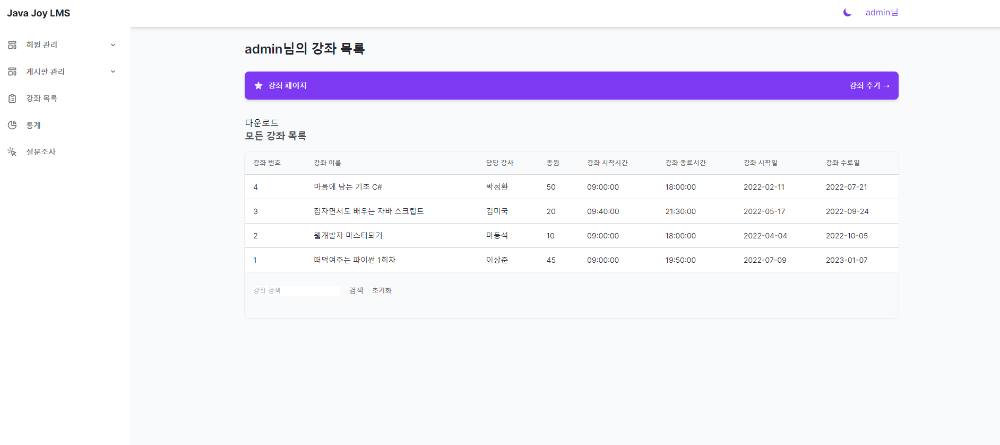 Java Joy LMS
admin님
회원 관리
게시판 관리
강좌 목록
통계
설문조사
admin님의 강좌 목록
강좌 페이지 강좌 추가 →
다운로드
모든 강좌 목록
강좌 번호 강좌 이름 담당 강사 총원 강좌 시작시간 강좌 종료시간 강좌 시작일 강좌 수료일
4 마음에 남는 기초 C# 박성환 50 09:00:00 18:00:00 2022-02-11 2022-07-21
3 잠자면서도 배우는 자바 스크립트 김미국 20 09:40:00 21:30:00 2022-05-17 2022-09-24
2 웹개발자 마스터되기 마동석 10 09:00:00 18:00:00 2022-04-04 2022-10-05
1 떠먹여주는 파이썬 1회차 이상준 45 09:00:00 19:50:00 2022-07-09 2023-01-07
강좌 검색 검색 초기화